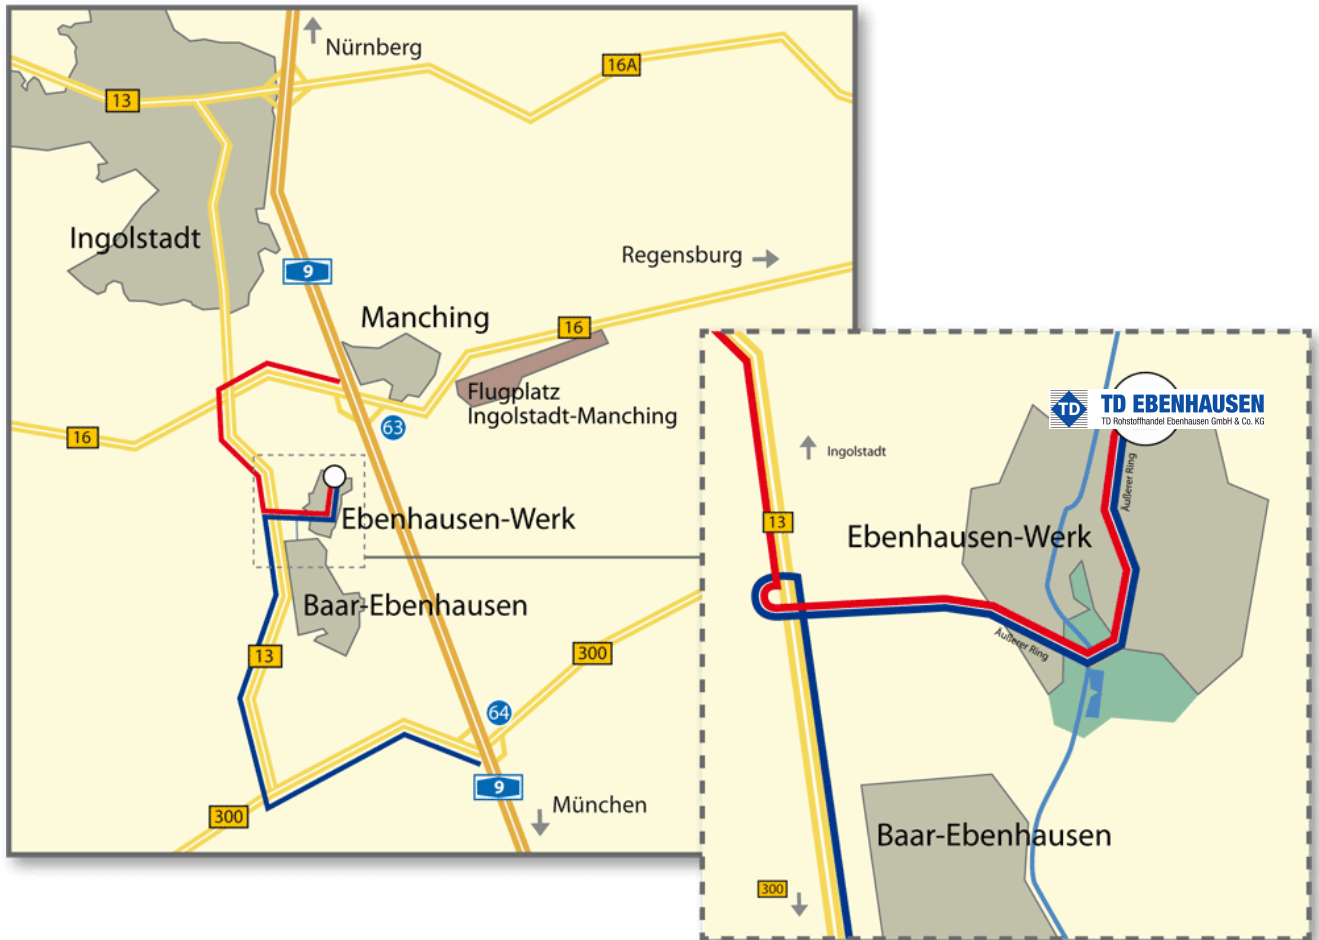 Nürnberg
16A
13
Ingolstadt
Regensburg
9
Manching
16
Flugplatz
Ingolstadt-Manching
63
16
Ebenhausen-Werk
Baar-Ebenhausen
13
300
64
9
300
München
TD
TD EBENHAUSEN
TD Rohstoffhandel Ebenhausen GmbH & Co. KG
Ingolstadt
Äußerer Ring
13
Ebenhausen-Werk
Äußerer Ring
Baar-Ebenhausen
300